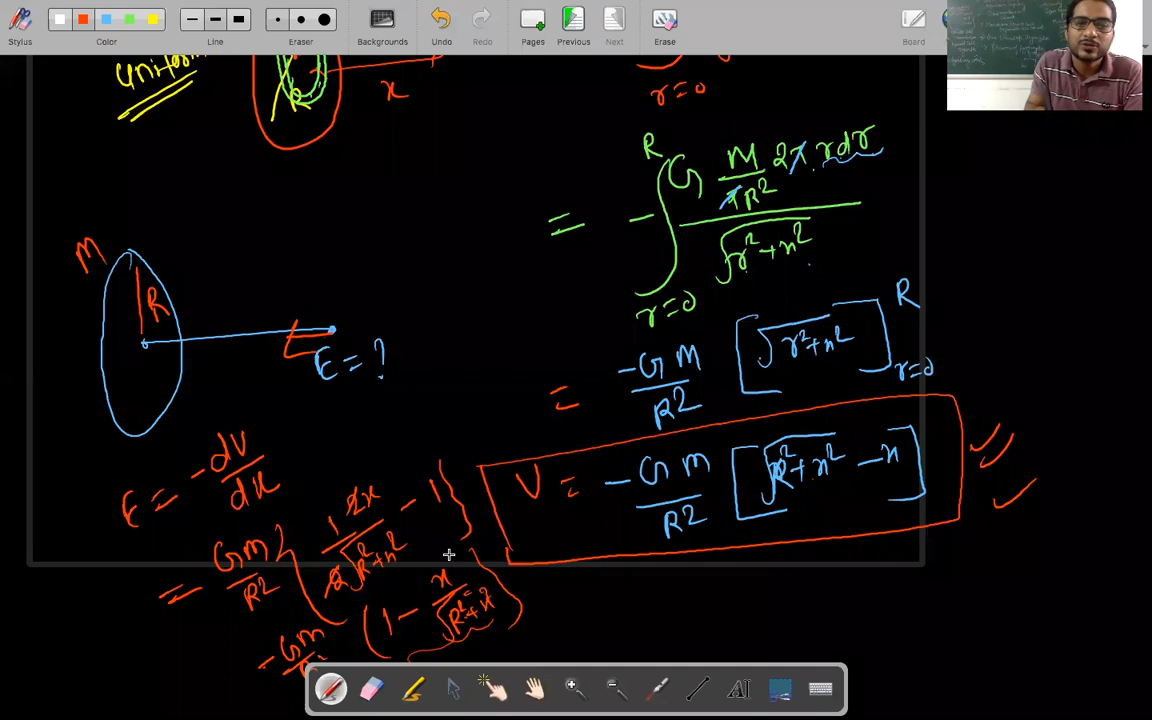 Stylus
Color
Line
Eraser
Backgrounds
Undo
Redo
Pages
Previous
Next
Erase
Board
Uniform
R
x
r=0
= - ∫_{r=0}^{R} G M/(πR²) 2π r dr / √(r²+x²)
M
R
E = ?
= -GM/R² [√(r²+x²)]_{r=0}^{R}
V = -GM/R² [√(R²+x²) - x]
E = -dV/dx
= GM/R² { 1 2x / 2√(R²+x²) - 1 }
-GM (1 - x/√(R²+x²))